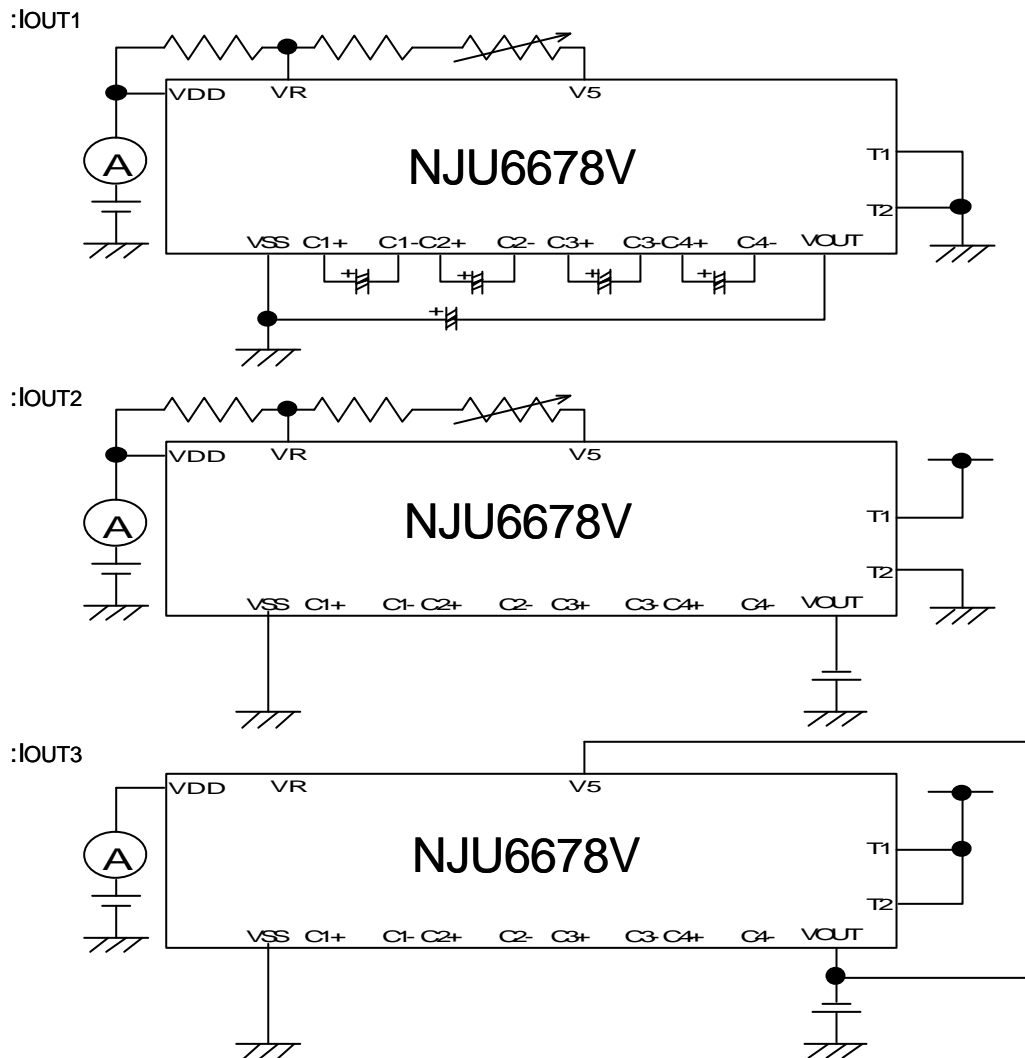 :IOUT1
VDD VR V5
A
NJU6678V
T1
T2
VSS C1+ C1- C2+ C2- C3+ C3- C4+ C4- VOUT
+ + + +
+
:IOUT2
VDD VR V5
A
NJU6678V
T1
T2
VSS C1+ C1- C2+ C2- C3+ C3- C4+ C4- VOUT
:IOUT3
VDD VR V5
A
NJU6678V
T1
T2
VSS C1+ C1- C2+ C2- C3+ C3- C4+ C4- VOUT